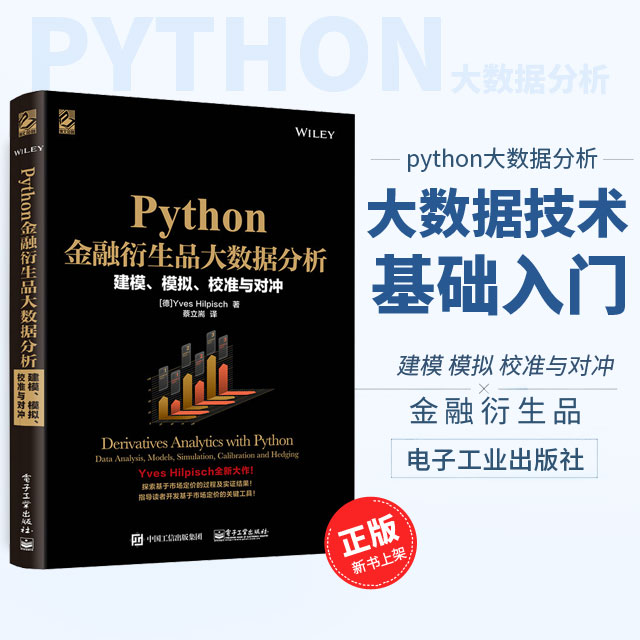 PYTHON
大数据分析
WILEY
Python
金融衍生品大数据分析
建模、模拟、校准与对冲
[德]Yves Hilpisch 著
蔡立耑 译
Derivatives Analytics with Python
Data Analysis, Models, Simulation, Calibration and Hedging
Yves Hilpisch全新大作!
探索基于市场定价的过程及实证结果!
指导读者开发基于市场定价的关键工具!
中国工信出版集团
电子工业出版社
WILEY
Python金融衍生品大数据分析
建模、模拟、
校准与对冲
电子工业出版社
python大数据分析
大数据技术
基础入门
建模 模拟 校准与对冲
金融衍生品
电子工业出版社
正版
新书上架